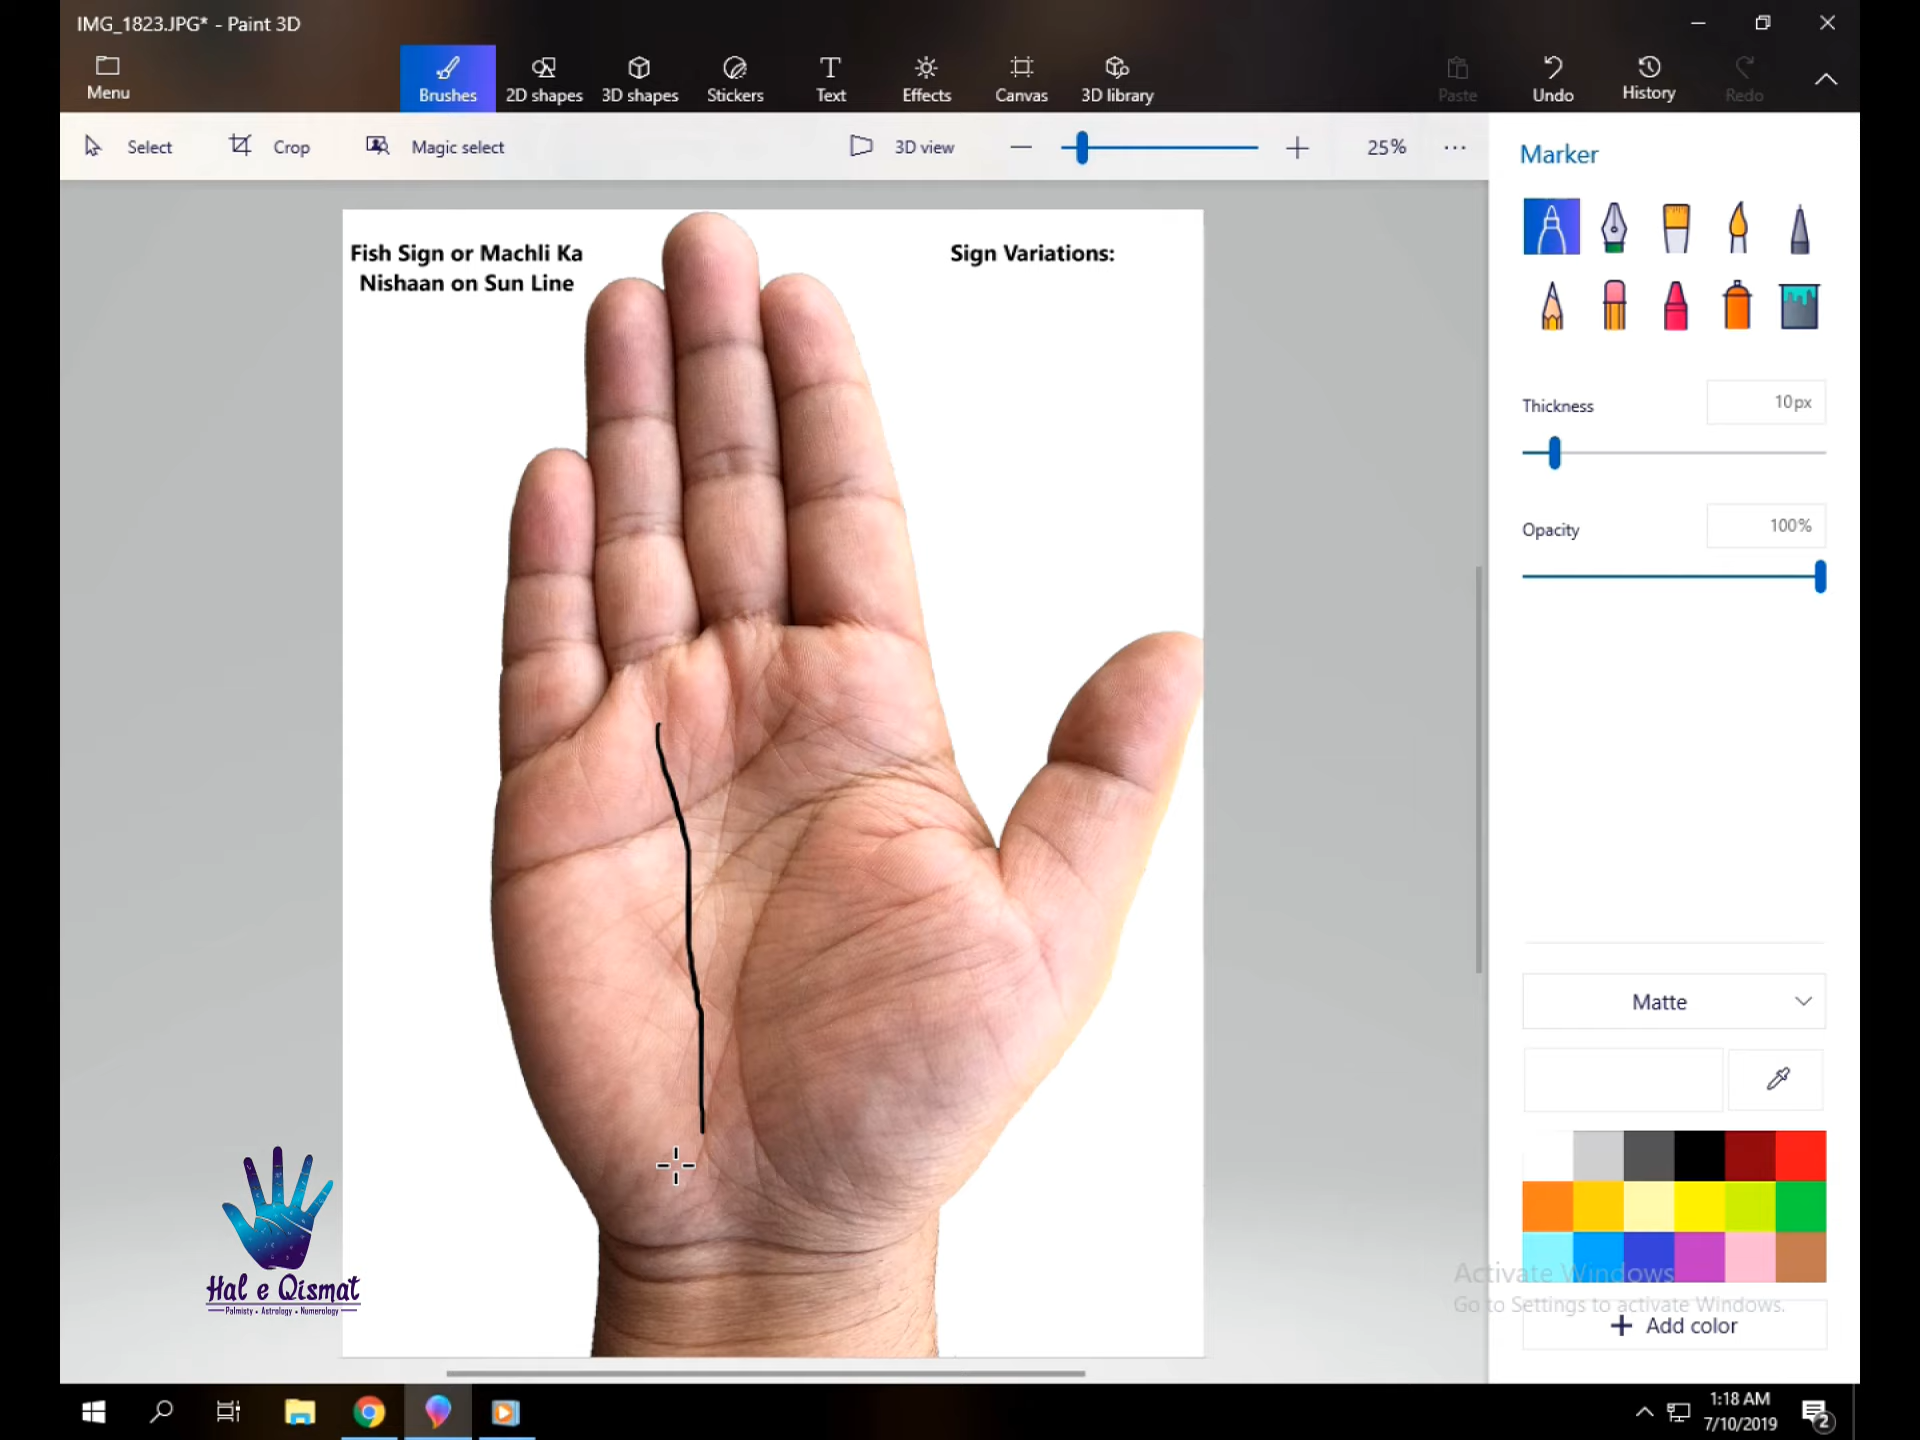 IMG_1823.JPG* - Paint 3D
Menu
Brushes
2D shapes
3D shapes
Stickers
Text
Effects
Canvas
3D library
Paste
Undo
History
Redo
Select
Crop
Magic select
3D view
25%
Marker
Thickness
10px
Opacity
100%
Fish Sign or Machli Ka
Nishaan on Sun Line
Sign Variations:
Matte
Activate Windows
Go to Settings to activate Windows.
Add color
Hal e Qismat
Palmisty • Astrology • Numerology
1:18 AM
7/10/2019
2